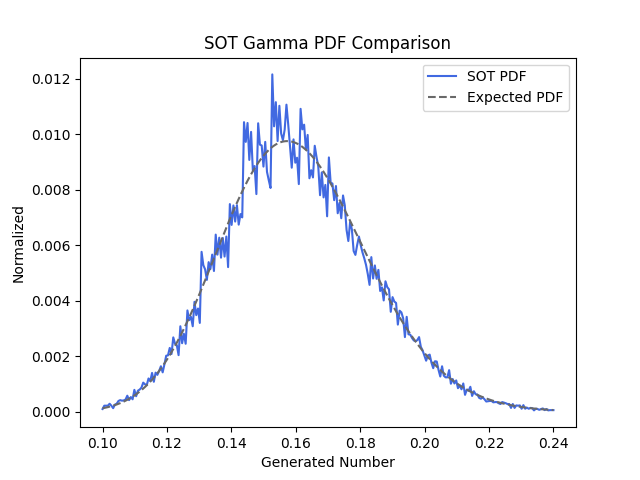 SOT Gamma PDF Comparison
SOT PDF
Expected PDF
Normalized
0.012
0.010
0.008
0.006
0.004
0.002
0.000
0.10 0.12 0.14 0.16 0.18 0.20 0.22 0.24
Generated Number